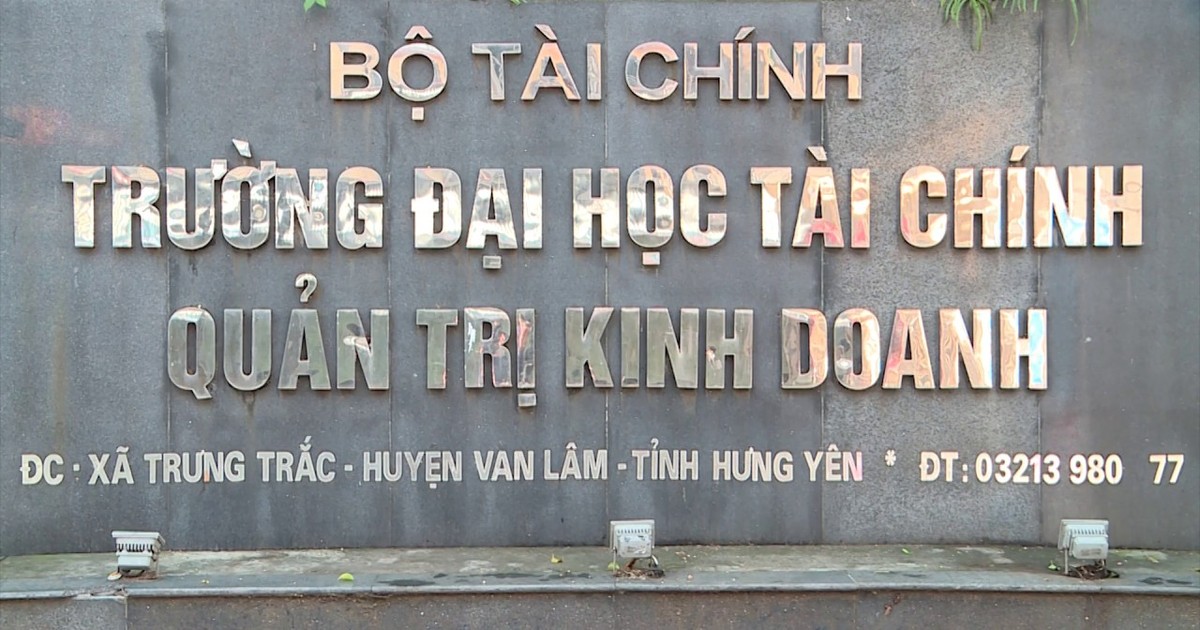 BỘ TÀI CHÍNH
TRƯỜNG ĐẠI HỌC TÀI CHÍNH
QUẢN TRỊ KINH DOANH
ĐC : XÃ TRƯNG TRẮC - HUYỆN VAN LÂM - TỈNH HƯNG YÊN * ĐT : 03213 980 77